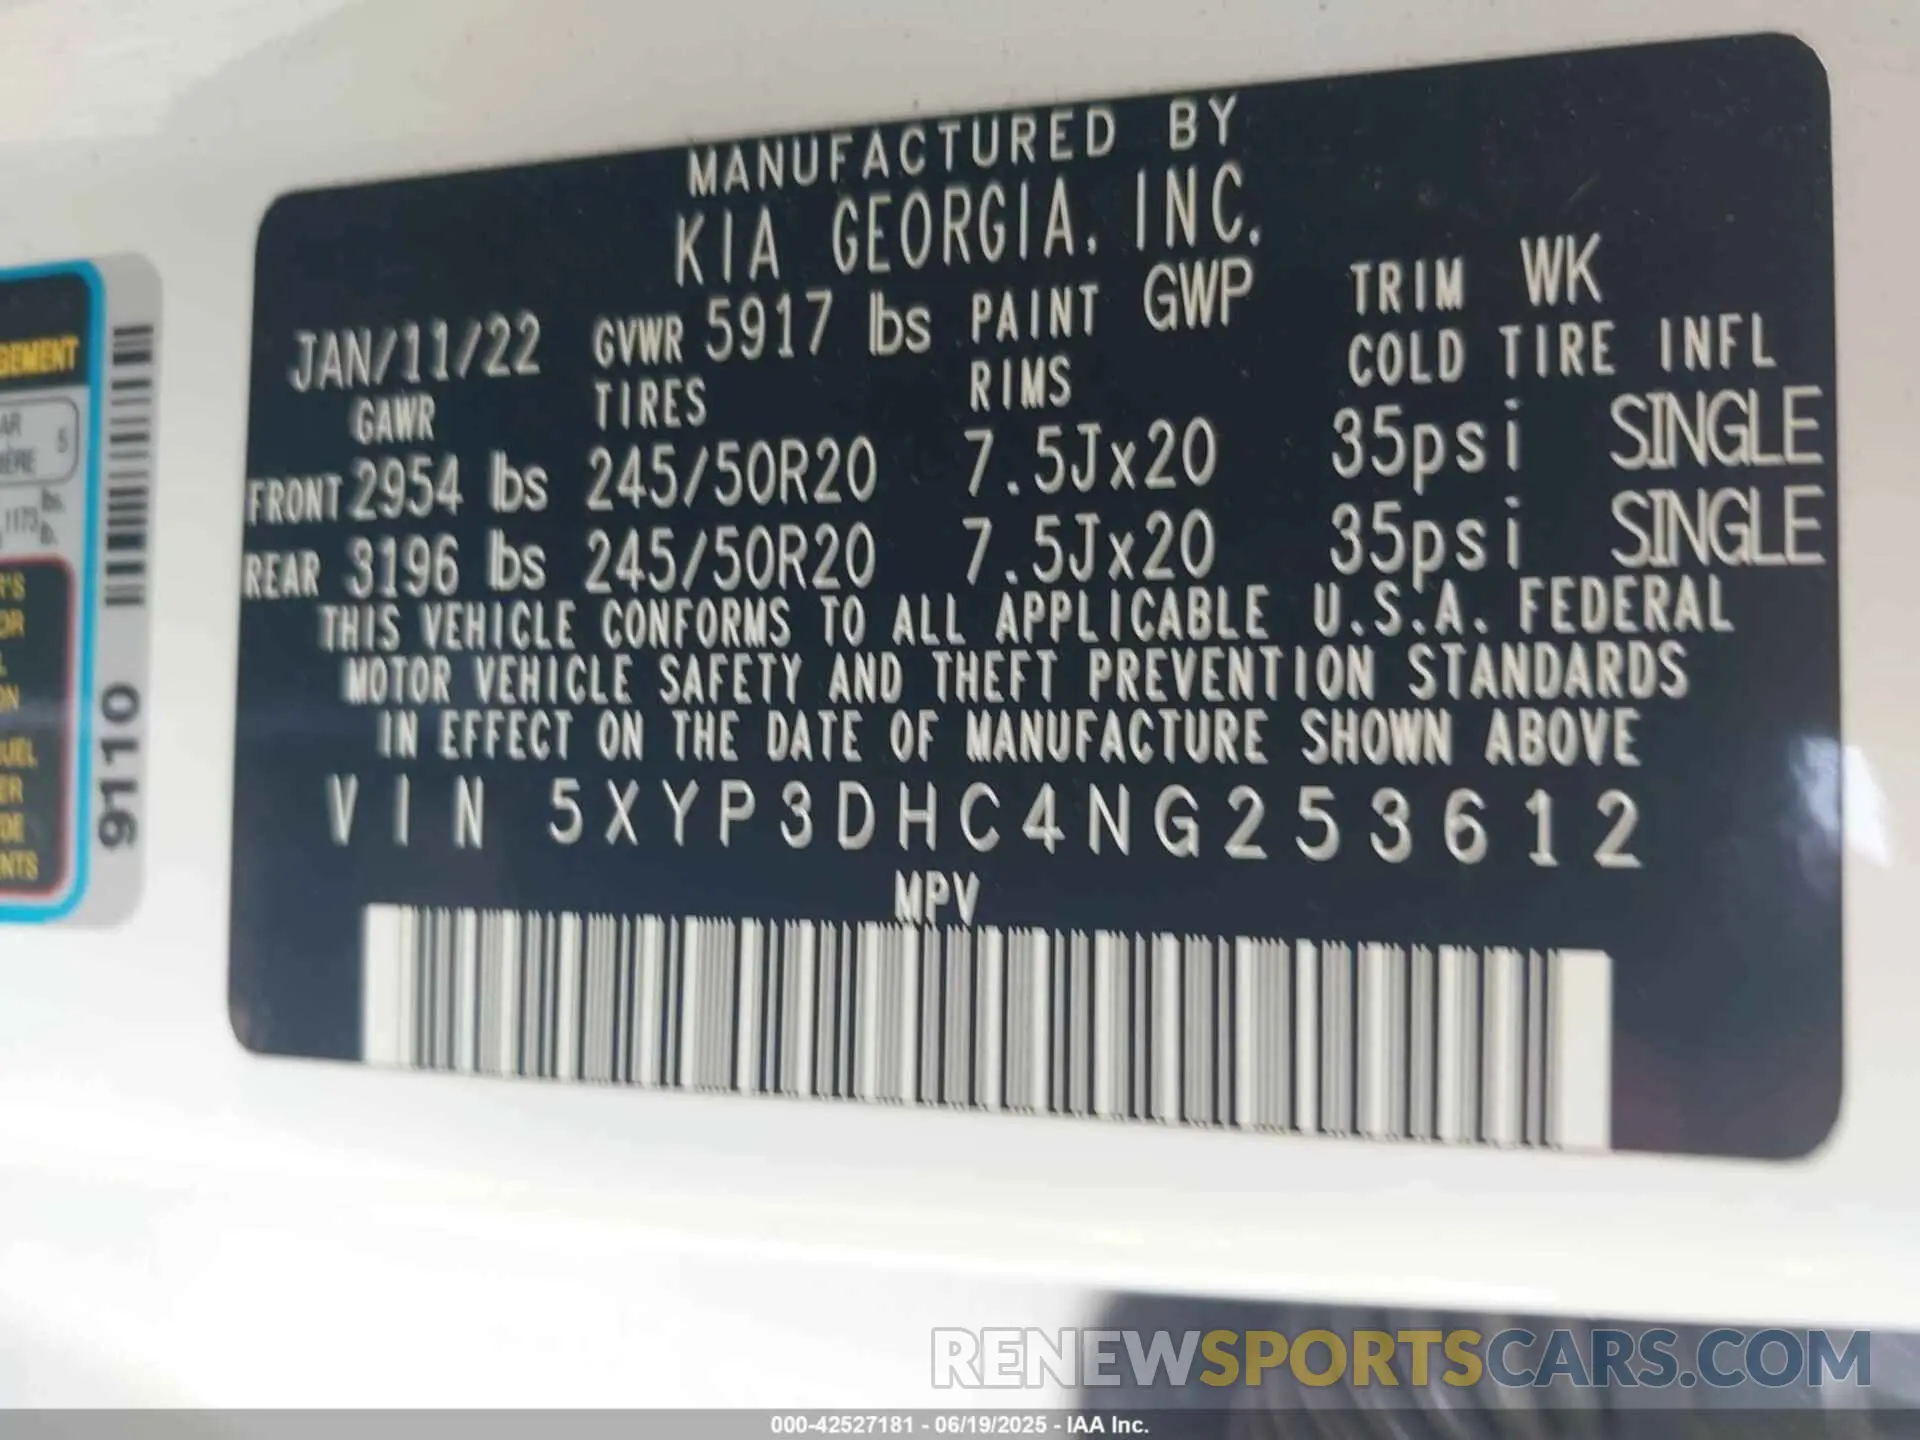 MANUFACTURED BY
KIA GEORGIA, INC.
JAN/11/22 GVWR 5917 lbs PAINT GWP TRIM WK
GAWR TIRES RIMS COLD TIRE INFL
FRONT 2954 lbs 245/50R20 7.5Jx20 35psi SINGLE
REAR 3196 lbs 245/50R20 7.5Jx20 35psi SINGLE
THIS VEHICLE CONFORMS TO ALL APPLICABLE U.S.A. FEDERAL
MOTOR VEHICLE SAFETY AND THEFT PREVENTION STANDARDS
IN EFFECT ON THE DATE OF MANUFACTURE SHOWN ABOVE
VIN 5XYP3DHC4NG253612
MPV
5
1173
9110
RENEWSPORTSCARS.COM
000-42527181 - 06/19/2025 - IAA Inc.